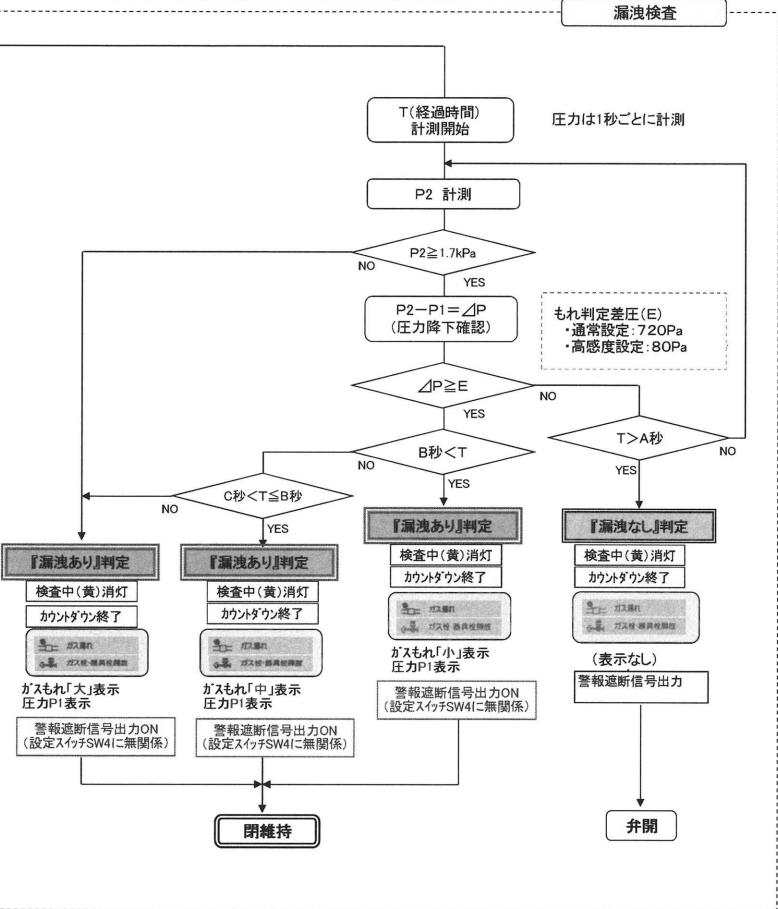 漏洩検査
T(経過時間)
計測開始
圧力は1秒ごとに計測
P2 計測
P2≧1.7kPa
NO
YES
P2－P1＝⊿P
(圧力降下確認)
もれ判定差圧(E)
・通常設定：720Pa
・高感度設定：80Pa
⊿P≧E
NO
YES
B秒＜T
NO
YES
T＞A秒
NO
YES
C秒＜T≦B秒
NO
YES
『漏洩あり』判定
検査中(黄)消灯
カウントダウン終了
ガス漏れ
ガス栓・器具栓開放
ガスもれ「大」表示
圧力P1表示
警報遮断信号出力ON
(設定スイッチSW4に無関係)
『漏洩あり』判定
検査中(黄)消灯
カウントダウン終了
ガス漏れ
ガス栓・器具栓開放
ガスもれ「中」表示
圧力P1表示
警報遮断信号出力ON
(設定スイッチSW4に無関係)
『漏洩あり』判定
検査中(黄)消灯
カウントダウン終了
ガス漏れ
ガス栓・器具栓開放
ガスもれ「小」表示
圧力P1表示
警報遮断信号出力ON
(設定スイッチSW4に無関係)
『漏洩なし』判定
検査中(黄)消灯
カウントダウン終了
ガス漏れ
ガス栓・器具栓開放
(表示なし)
警報遮断信号出力
閉維持
弁開